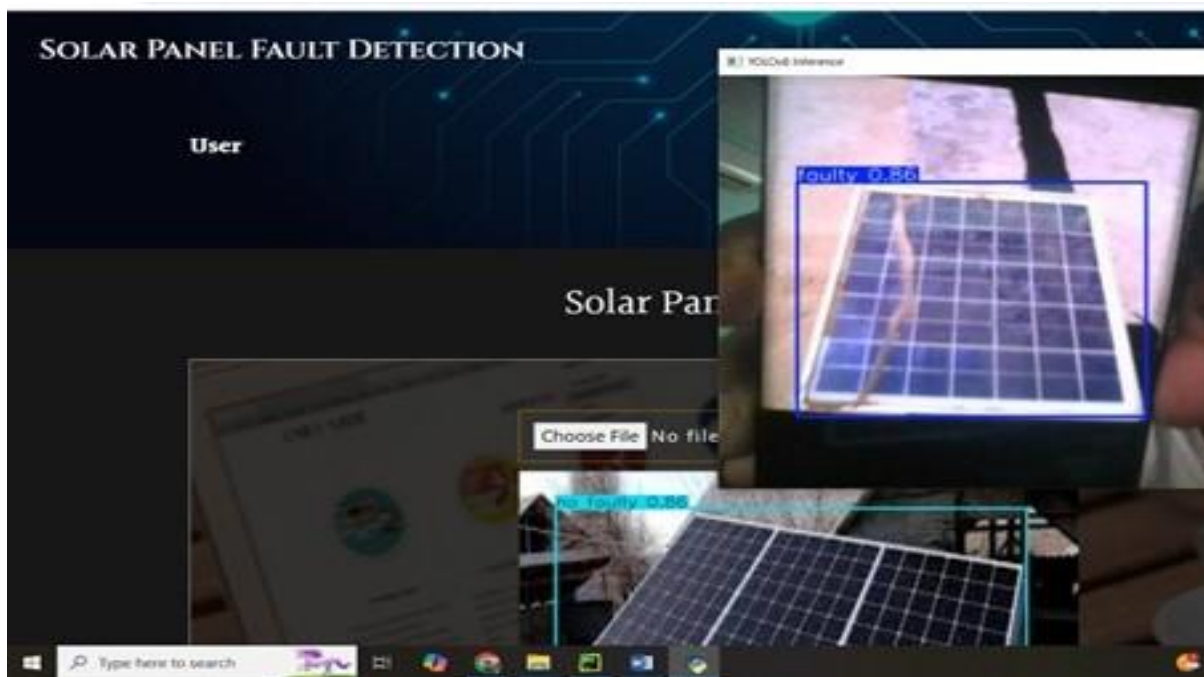 SOLAR PANEL FAULT DETECTION
YOLOv8 Inference
User
faulty 0.86
Solar Pan
Choose File No file
no faulty 0.86
Type here to search